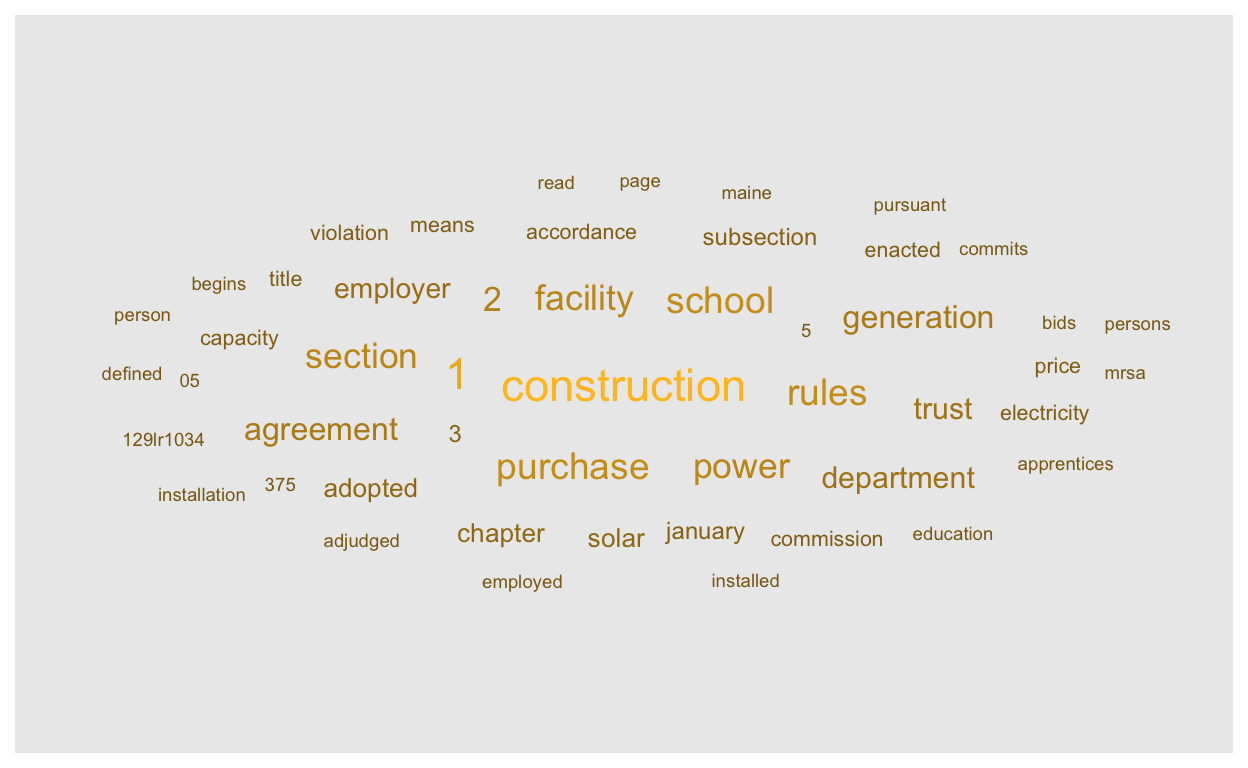 read page maine pursuant
violation means accordance subsection enacted commits
begins title employer 2 facility school generation
person capacity 5 bids persons
section 1 construction rules price mrsa
defined 05 trust electricity
129lr1034 agreement 3
purchase power department apprentices
installation 375 adopted
adjudged chapter solar january commission education
employed installed